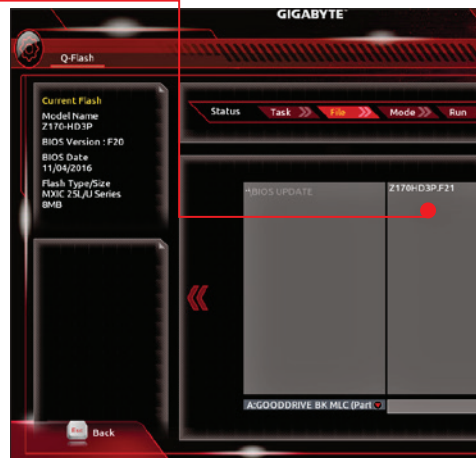 GIGABYTE™
Q-Flash
Current Flash
Model Name
Z170-HD3P
BIOS Version : F20
BIOS Date
11/04/2016
Flash Type/Size
MXIC 25L/U Series
8MB
Status Task File Mode Run
\BIOS UPDATE
Z170HD3P.F21
A:GOODDRIVE BK MLC (Part
Esc Back